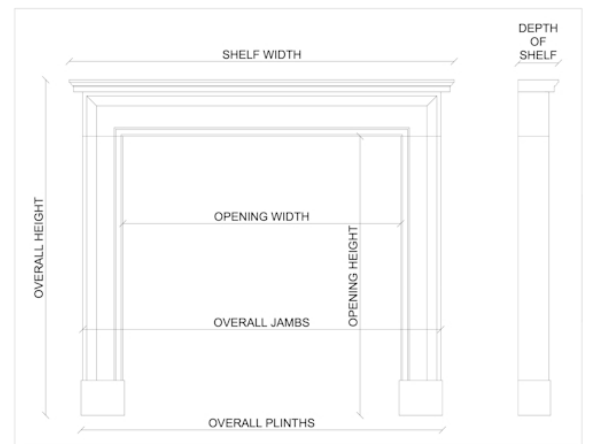 DEPTH
OF
SHELF
SHELF WIDTH
OVERALL HEIGHT
OPENING WIDTH
OPENING HEIGHT
OVERALL JAMBS
OVERALL PLINTHS